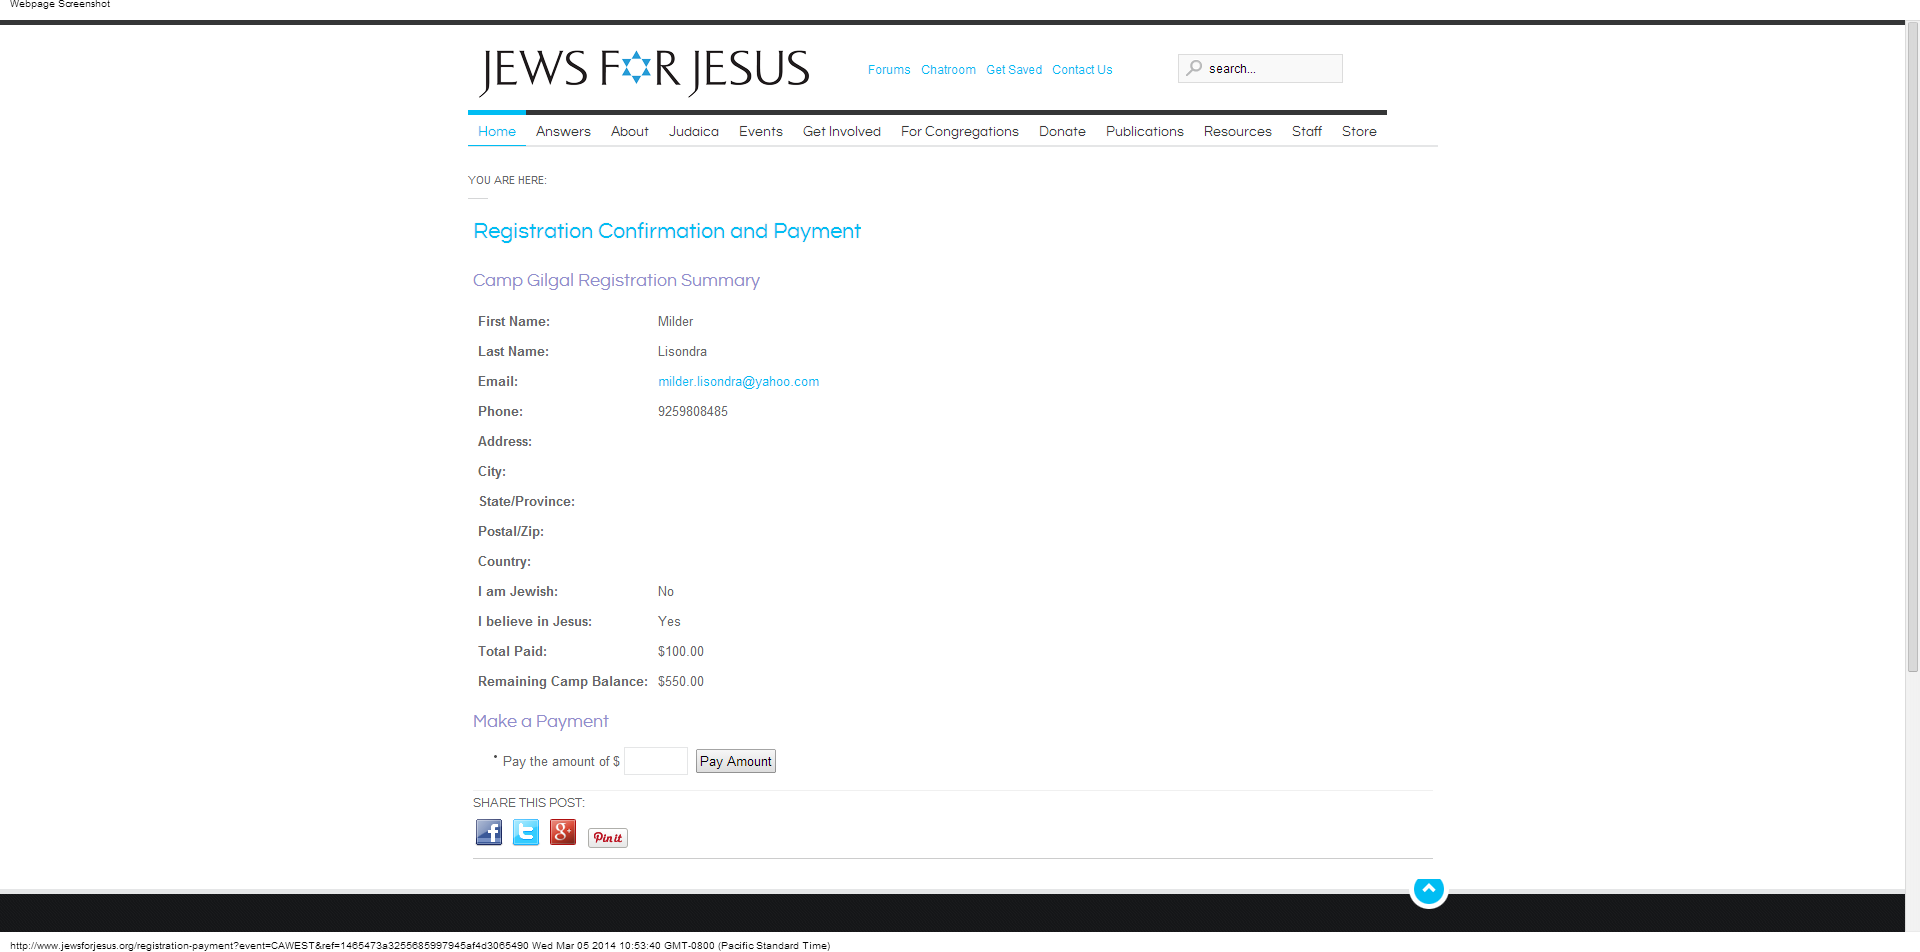 Webpage Screenshot
JEWS FOR JESUS
Forums Chatroom Get Saved Contact Us
search...
Home Answers About Judaica Events Get Involved For Congregations Donate Publications Resources Staff Store
YOU ARE HERE:
Registration Confirmation and Payment
Camp Gilgal Registration Summary
First Name: Milder
Last Name: Lisondra
Email: milder.lisondra@yahoo.com
Phone: 9259808485
Address:
City:
State/Province:
Postal/Zip:
Country:
I am Jewish: No
I believe in Jesus: Yes
Total Paid: $100.00
Remaining Camp Balance: $550.00
Make a Payment
Pay the amount of $ Pay Amount
SHARE THIS POST:
Pin it
http://www.jewsforjesus.org/registration-payment?event=CAWEST&ref=1465473a3255685997945af4d3065490 Wed Mar 05 2014 10:53:40 GMT-0800 (Pacific Standard Time)